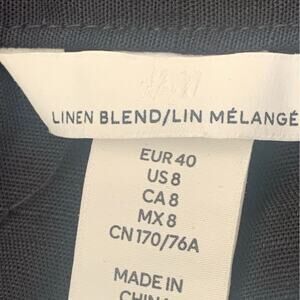 H&M
LINEN BLEND/LIN MÉLANGÉ
EUR 40
US 8
CA 8
MX 8
CN 170/76A
MADE IN